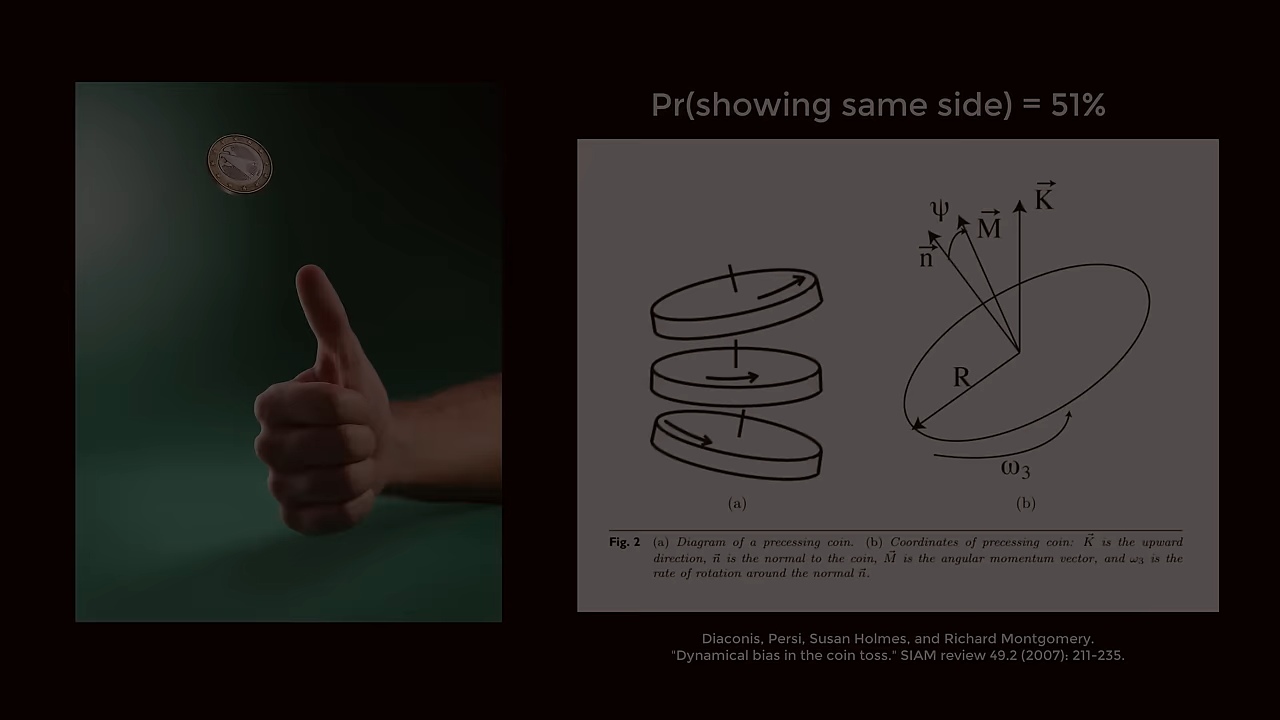 Pr(showing same side) = 51%
K
ψ
M
n
R
ω3
(a)
(b)
Fig. 2 (a) Diagram of a precessing coin. (b) Coordinates of precessing coin: K⃗ is the upward
direction, n⃗ is the normal to the coin, M⃗ is the angular momentum vector, and ω3 is the
rate of rotation around the normal n⃗.
Diaconis, Persi, Susan Holmes, and Richard Montgomery.
"Dynamical bias in the coin toss." SIAM review 49.2 (2007): 211-235.